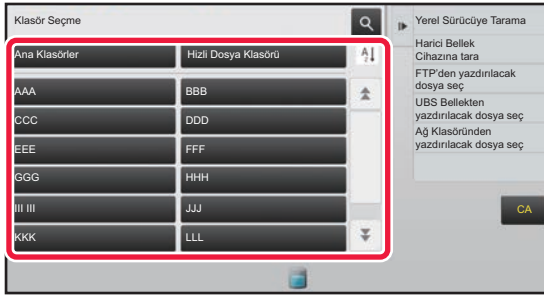 Klasör Seçme
Ana Klasörler
Hizli Dosya Klasörü
AAA
BBB
CCC
DDD
EEE
FFF
GGG
HHH
III III
JJJ
KKK
LLL
Yerel Sürücüye Tarama
Harici Bellek
Cihazına tara
FTP'den yazdırılacak
dosya seç
UBS Bellekten
yazdırılacak dosya seç
Ağ Klasöründen
yazdırılacak dosya seç
CA